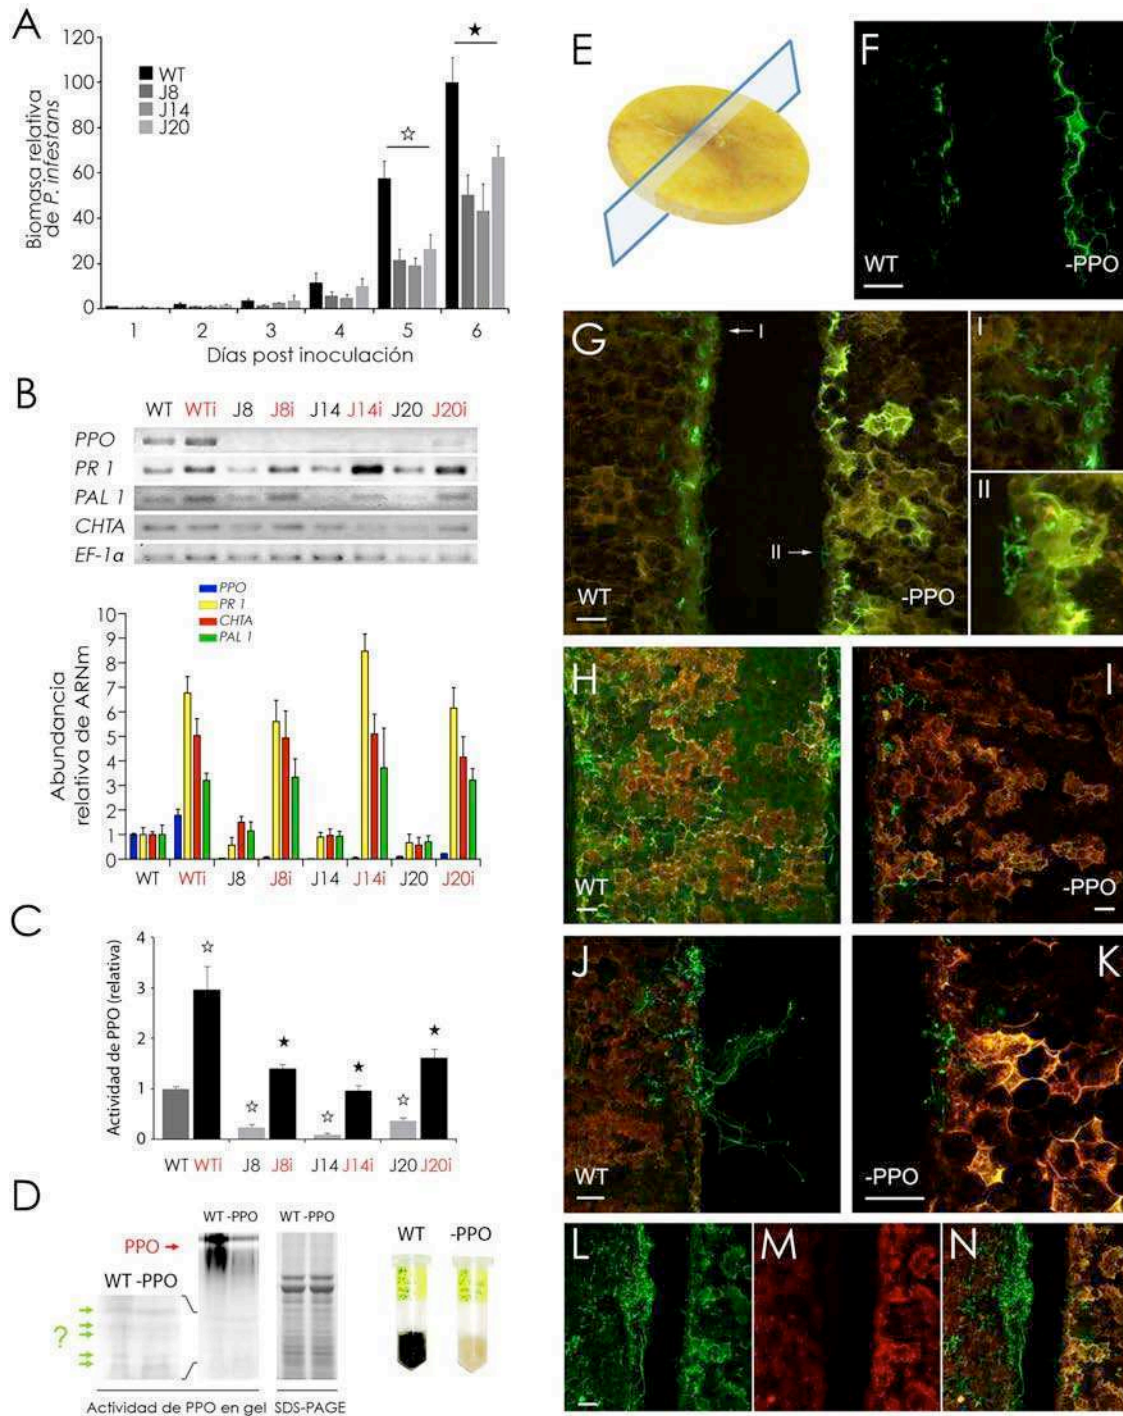 A
120
100
80
60
40
20
0
Biomasa relativa
de P. infestans
WT
J8
J14
J20
☆
★
1 2 3 4 5 6
Días post inoculación
B
WT WTi J8 J8i J14 J14i J20 J20i
PPO
PR 1
PAL 1
CHTA
EF-1α
PPO
PR 1
CHTA
PAL 1
10
9
8
7
6
5
4
3
2
1
0
Abundancia
relativa de ARNm
WT WTi J8 J8i J14 J14i J20 J20i
C
4
3
2
1
0
Actividad de PPO (relativa)
☆ ☆ ★ ☆ ★ ☆ ★
WT WTi J8 J8i J14 J14i J20 J20i
D
WT -PPO
PPO
WT -PPO
?
WT -PPO
WT -PPO
Actividad de PPO en gel SDS-PAGE
E
F
WT -PPO
G
I
II
WT -PPO
I
II
H
WT
I
-PPO
J
WT
K
-PPO
L M N